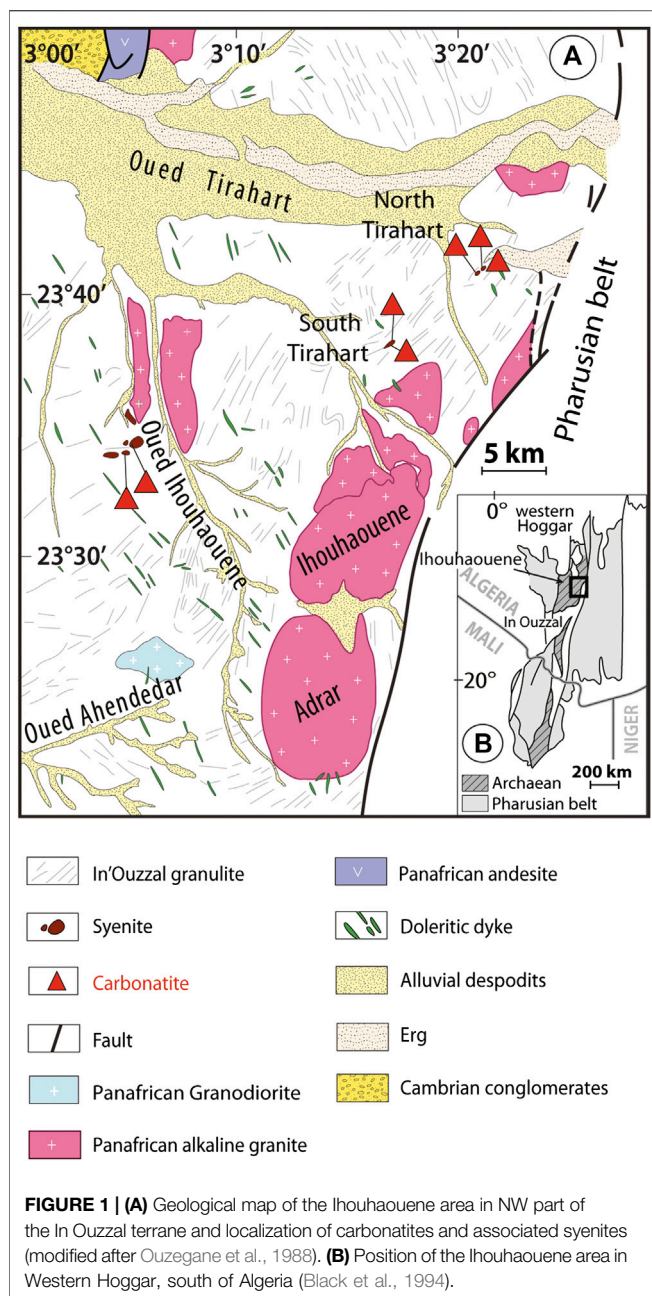 3°00′ 3°10′ 3°20′ A
Oued Tirahart
North
Tirahart
23°40′
South
Tirahart
Pharusian belt
5 km
Oued Ihouhaouene
23°30′
Ihouhaouene
Adrar
Oued Ahendedar
0° western
Hoggar
Ihouhaouene
ALGERIA
In Ouzzal
MALI
20°
NIGER
B
Archaean
200 km
Pharusian belt
In'Ouzzal granulite
Syenite
Carbonatite
Fault
Panafrican Granodiorite
Panafrican alkaline granite
Panafrican andesite
Doleritic dyke
Alluvial despodits
Erg
Cambrian conglomerates
FIGURE 1 | (A) Geological map of the Ihouhaouene area in NW part of
the In Ouzzal terrane and localization of carbonatites and associated syenites
(modified after Ouzegane et al., 1988). (B) Position of the Ihouhaouene area in
Western Hoggar, south of Algeria (Black et al., 1994).